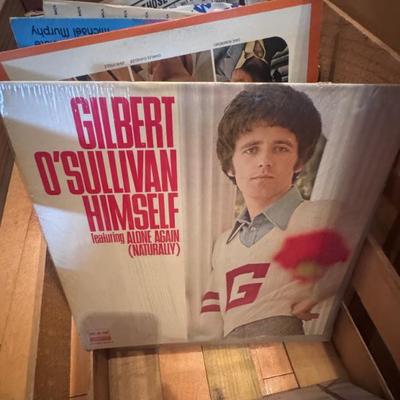 michael Murphy
GILBERT
O'SULLIVAN
HIMSELF
featuring ALONE AGAIN
(NATURALLY)
G